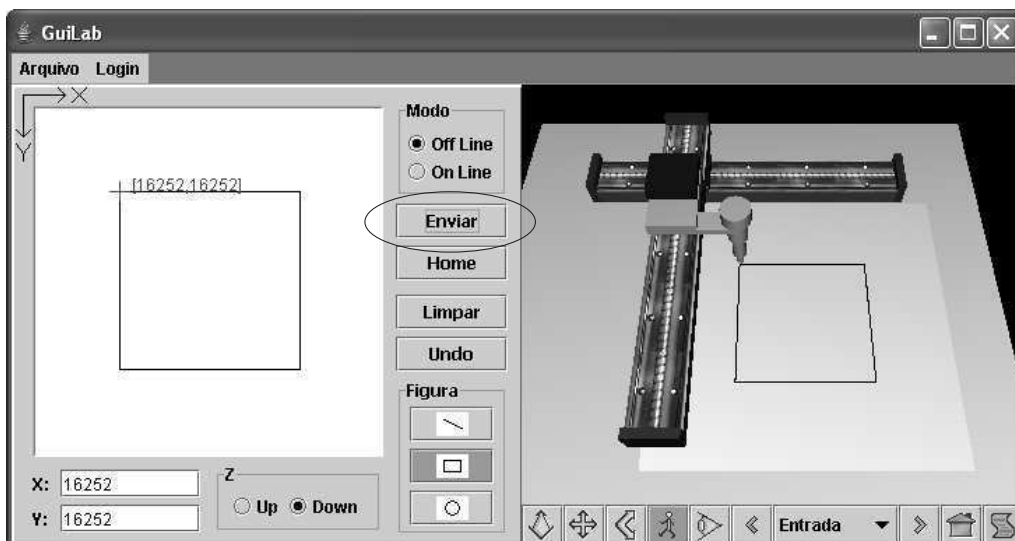 GuiLab
Arquivo Login
X
Y
[16252,16252]
Modo
Off Line
On Line
Enviar
Home
Limpar
Undo
Figura
X: 16252
Y: 16252
Z
Up Down
Entrada